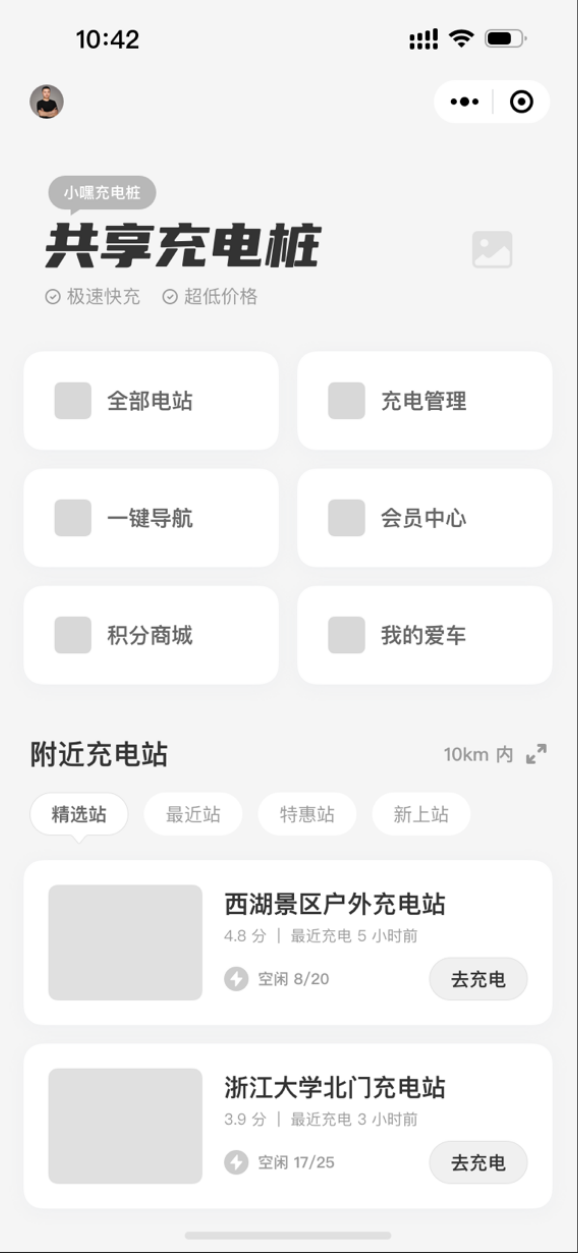 10:42
小嘿充电桩
共享充电桩
极速快充 超低价格
全部电站 充电管理
一键导航 会员中心
积分商城 我的爱车
附近充电站 10km 内
精选站 最近站 特惠站 新上站
西湖景区户外充电站
4.8 分 | 最近充电 5 小时前
空闲 8/20 去充电
浙江大学北门充电站
3.9 分 | 最近充电 3 小时前
空闲 17/25 去充电